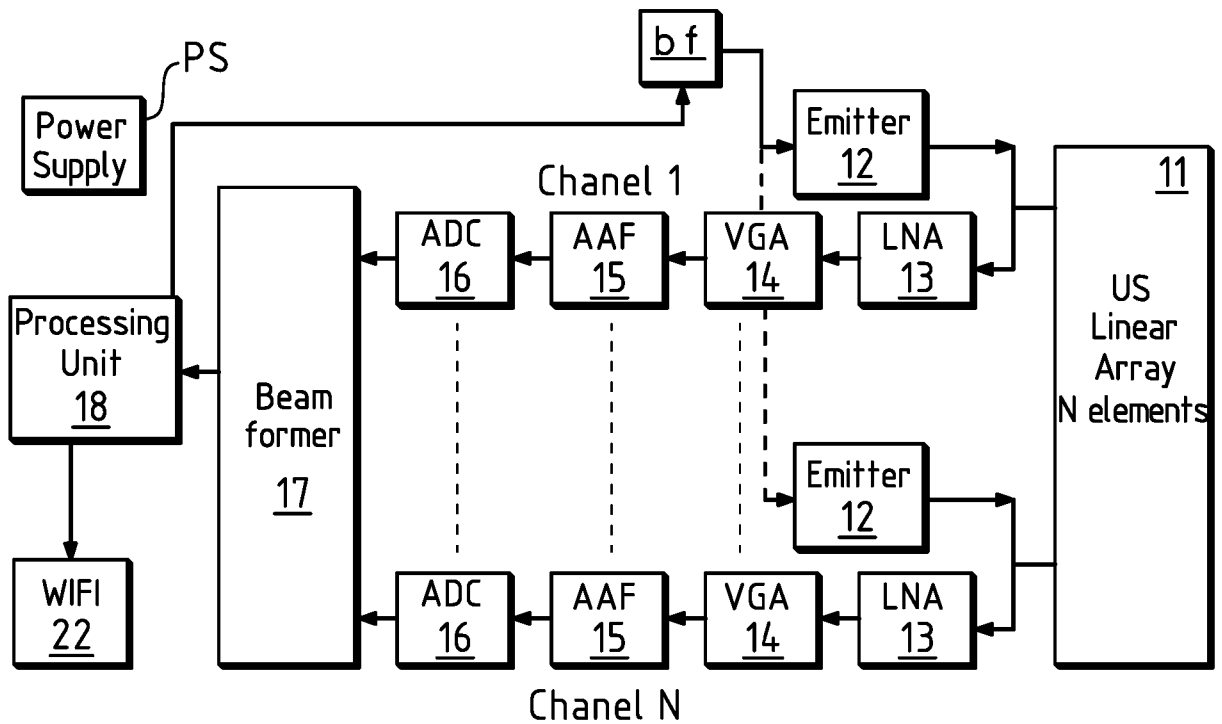 bf
PS
Power
Supply
Emitter
12
11
Chanel 1
ADC
16
AAF
15
VGA
14
LNA
13
US
Linear
Array
N elements
Processing
Unit
18
Beam
former
17
Emitter
12
WIFI
22
ADC
16
AAF
15
VGA
14
LNA
13
Chanel N